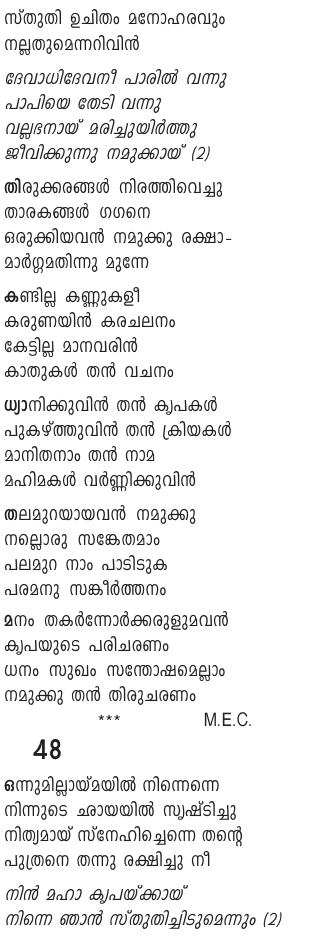 സ്തുതി ഉചിതം മനോഹരവും
നല്ലതുമെന്നറിവിൻ
ദേവാധിദേവനീ പാരിൽ വന്നു
പാപിയെ തേടി വന്നു
വല്ലഭനായ് മരിച്ചുയിർത്തു
ജീവിക്കുന്നു നമുക്കായ് (2)
തിരുക്കരങ്ങൾ നിരത്തിവെച്ചു
താരകങ്ങൾ ഗഗനെ
ഒരുക്കിയവൻ നമുക്കു രക്ഷാ-
മാർഗ്ഗമതിന്നു മുന്നേ
കണ്ടില്ല കണ്ണുകളീ
കരുണയിൻ കരചലനം
കേട്ടില്ല മാനവരിൻ
കാതുകൾ തൻ വചനം
ധ്യാനിക്കുവിൻ തൻ കൃപകൾ
പുകഴ്ത്തുവിൻ തൻ ക്രിയകൾ
മാനിതനാം തൻ നാമ
മഹിമകൾ വർണ്ണിക്കുവിൻ
തലമുറയായവൻ നമുക്കു
നല്ലൊരു സങ്കേതമാം
പലമുറ നാം പാടിടുക
പരമനു സങ്കീർത്തനം
മനം തകർന്നോർക്കരുളുമവൻ
കൃപയുടെ പരിചരണം
ധനം സുഖം സന്തോഷമെല്ലാം
നമുക്കു തൻ തിരുചരണം
*** M.E.C.
48
ഒന്നുമില്ലായ്മയിൽ നിന്നെന്നെ
നിന്നുടെ ഛായയിൽ സൃഷ്ടിച്ചു
നിത്യമായ് സ്നേഹിച്ചെന്നെ തന്റെ
പുത്രനെ തന്നു രക്ഷിച്ചു നീ
നിൻ മഹാ കൃപയ്ക്കായ്
നിന്നെ ഞാൻ സ്തുതിച്ചിടുമെന്നും (2)